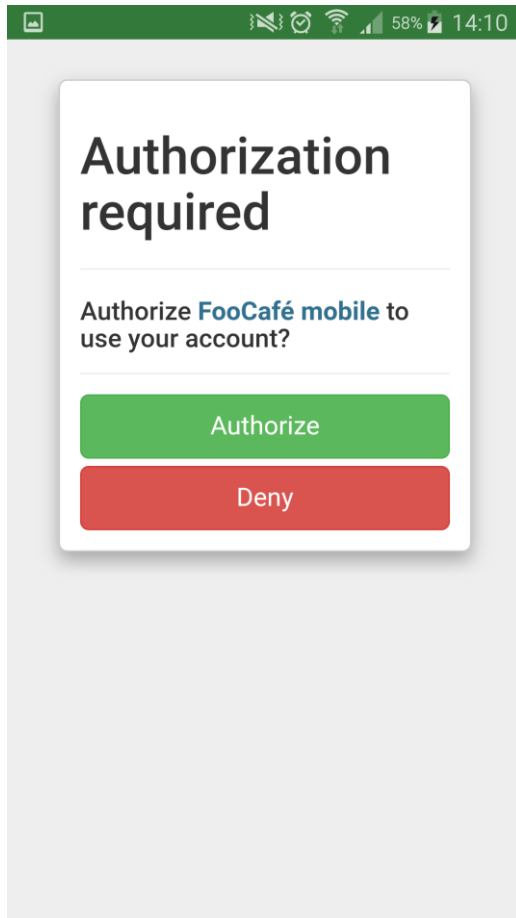 58% 14:10
Authorization
required
Authorize FooCafé mobile to
use your account?
Authorize
Deny